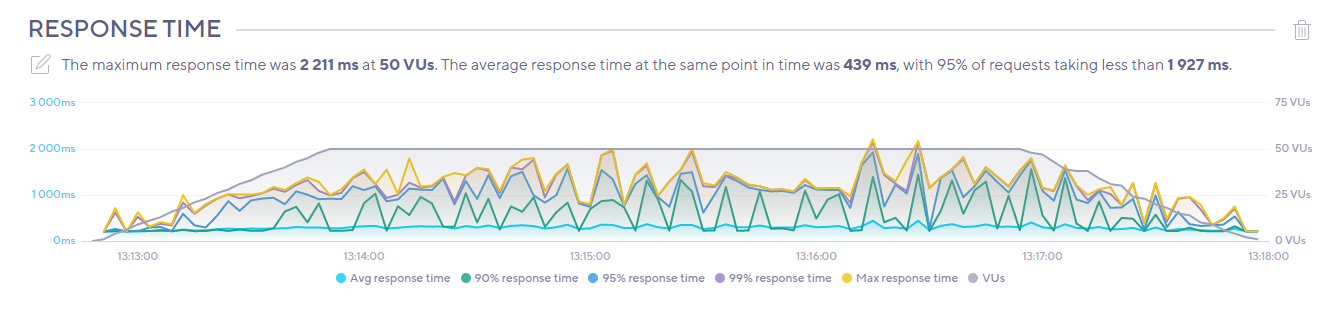 RESPONSE TIME
The maximum response time was 2 211 ms at 50 VUs. The average response time at the same point in time was 439 ms, with 95% of requests taking less than 1 927 ms.
3 000ms 75 VUs
2 000ms 50 VUs
1 000ms 25 VUs
0ms 0 VUs
13:13:00 13:14:00 13:15:00 13:16:00 13:17:00 13:18:00
Avg response time 90% response time 95% response time 99% response time Max response time VUs